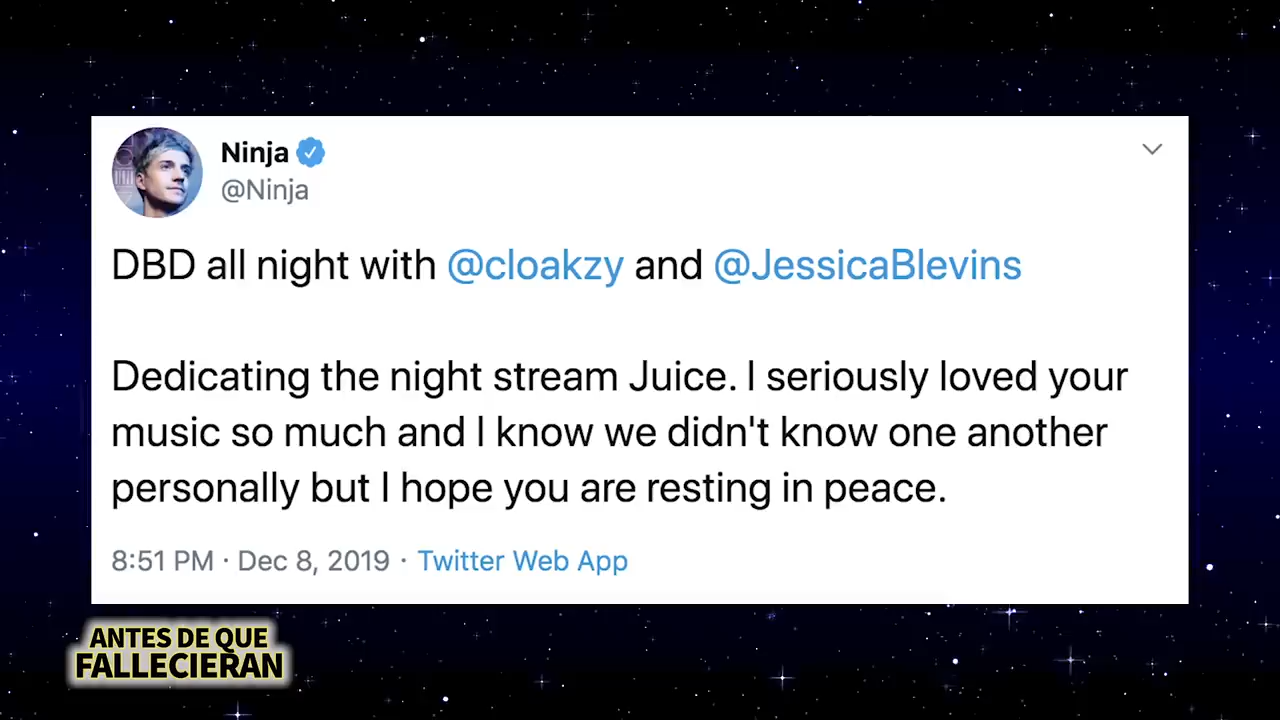 Ninja
@Ninja
DBD all night with @cloakzy and @JessicaBlevins
Dedicating the night stream Juice. I seriously loved your
music so much and I know we didn't know one another
personally but I hope you are resting in peace.
8:51 PM · Dec 8, 2019 · Twitter Web App
ANTES DE QUE
FALLECIERAN